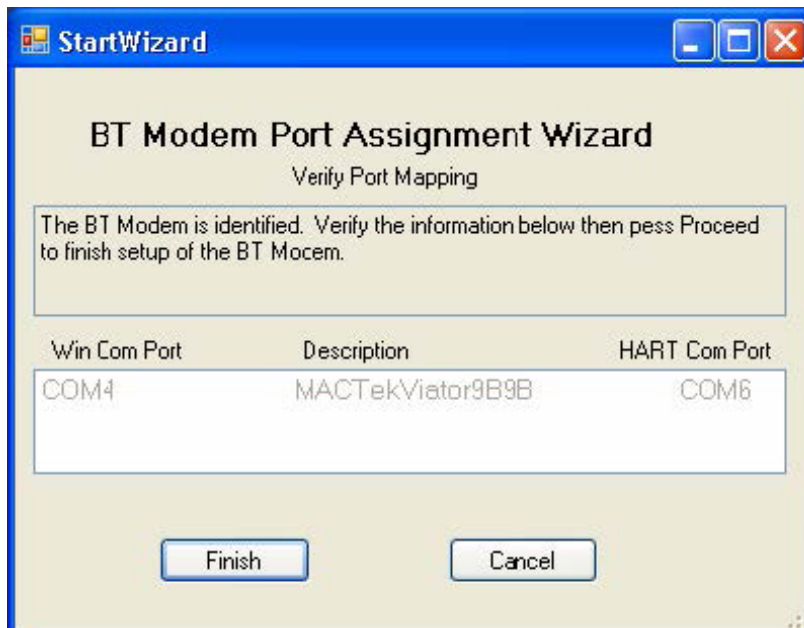 StartWizard
BT Modem Port Assignment Wizard
Verify Port Mapping
The BT Modem is identified. Verify the information below then pess Proceed
to finish setup of the BT Mocem.
Win Com Port Description HART Com Port
COM4 MACTekViator9B9B COM6
Finish Cancel